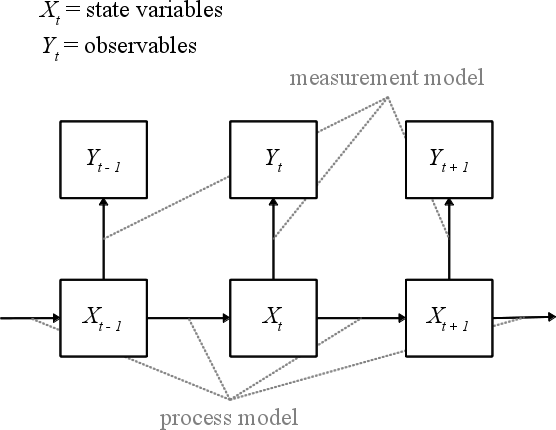 X_t = state variables
Y_t = observables
measurement model
Y_{t-1} Y_t Y_{t+1}
X_{t-1} X_t X_{t+1}
process model